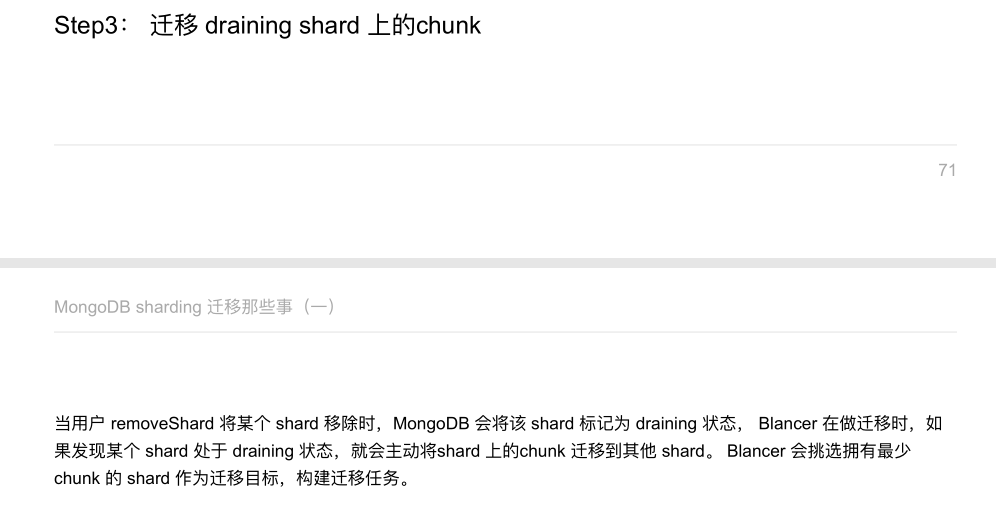 Step3： 迁移 draining shard 上的chunk
71
MongoDB sharding 迁移那些事（一）
当用户 removeShard 将某个 shard 移除时，MongoDB 会将该 shard 标记为 draining 状态， Blancer 在做迁移时，如
果发现某个 shard 处于 draining 状态，就会主动将shard 上的chunk 迁移到其他 shard。 Blancer 会挑选拥有最少
chunk 的 shard 作为迁移目标，构建迁移任务。